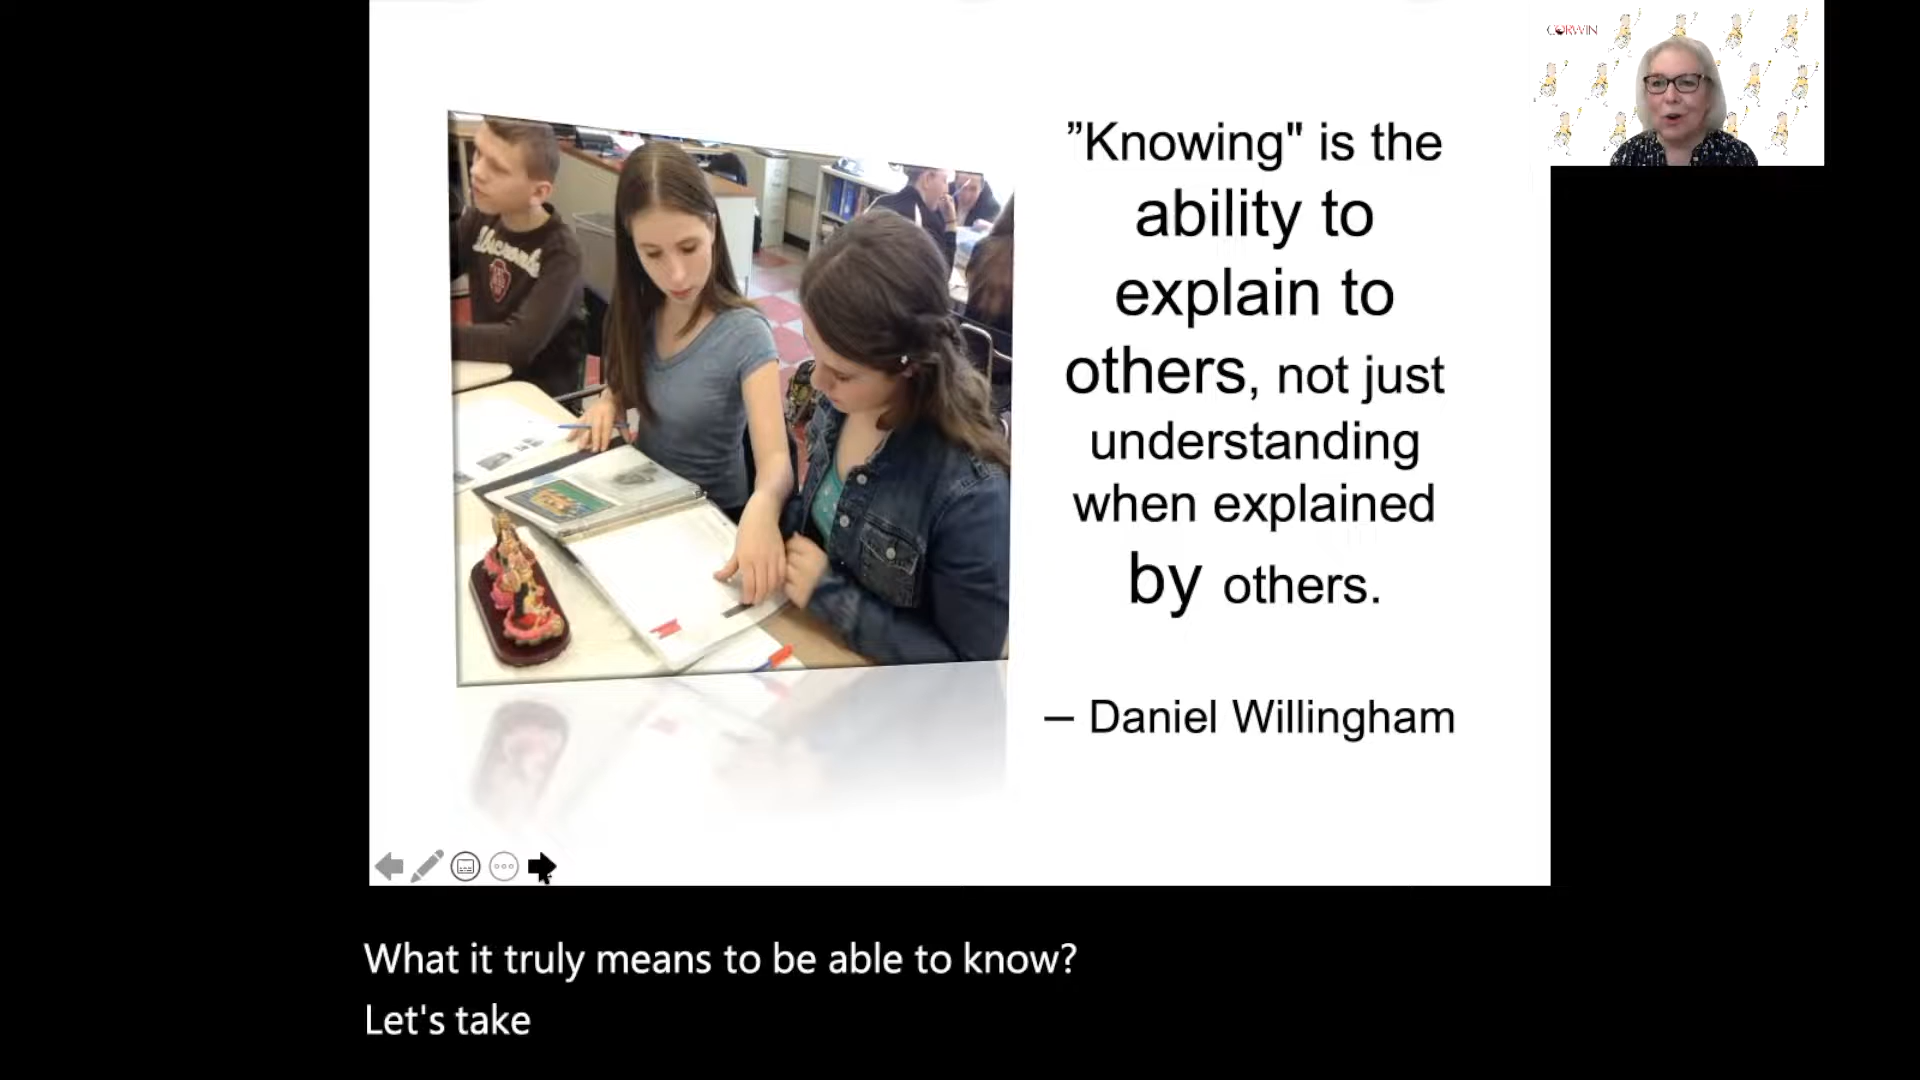 CORWIN
”Knowing" is the
ability to
explain to
others, not just
understanding
when explained
by others.
– Daniel Willingham
What it truly means to be able to know?
Let's take